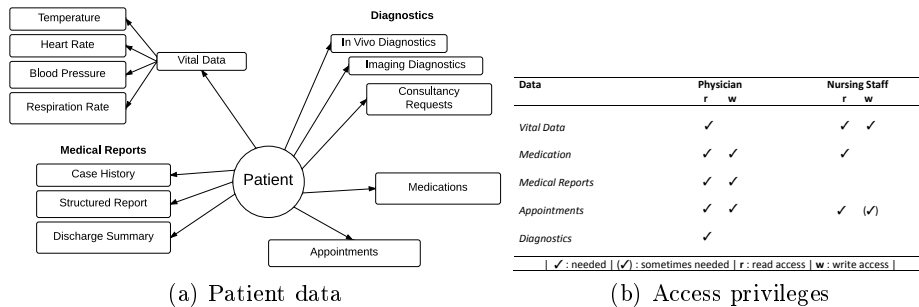 Temperature
Heart Rate
Blood Pressure
Respiration Rate
Vital Data
Diagnostics
In Vivo Diagnostics
Imaging Diagnostics
Consultancy
Requests
Medical Reports
Case History
Structured Report
Discharge Summary
Patient
Medications
Appointments
(a) Patient data
Data Physician Nursing Staff
r w r w
Vital Data ✓ ✓ ✓
Medication ✓ ✓ ✓
Medical Reports ✓ ✓
Appointments ✓ ✓ ✓ (✓)
Diagnostics ✓
| ✓ : needed | (✓) : sometimes needed | r : read access | w : write access |
(b) Access privileges